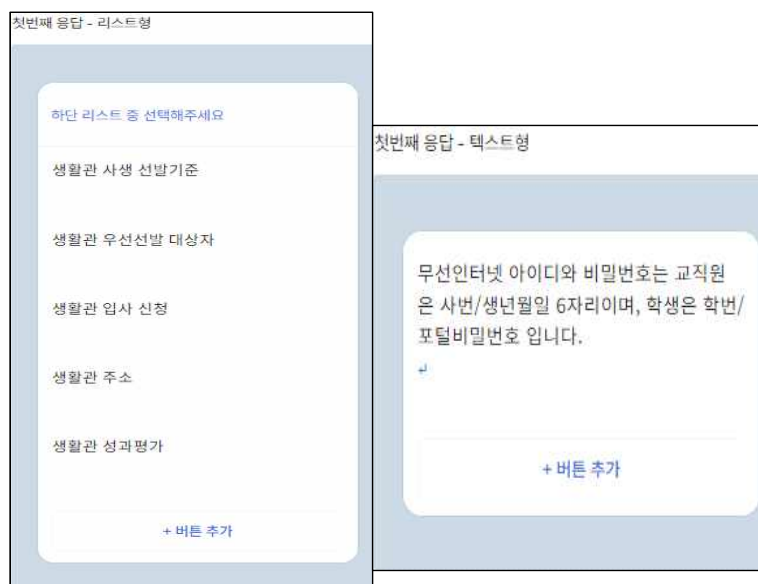 첫번째 응답 - 리스트형
하단 리스트 중 선택해주세요
생활관 사생 선발기준
생활관 우선선발 대상자
생활관 입사 신청
생활관 주소
생활관 성과평가
+ 버튼 추가
첫번째 응답 - 텍스트형
무선인터넷 아이디와 비밀번호는 교직원
은 사번/생년월일 6자리이며, 학생은 학번/
포털비밀번호 입니다.
↵
+ 버튼 추가